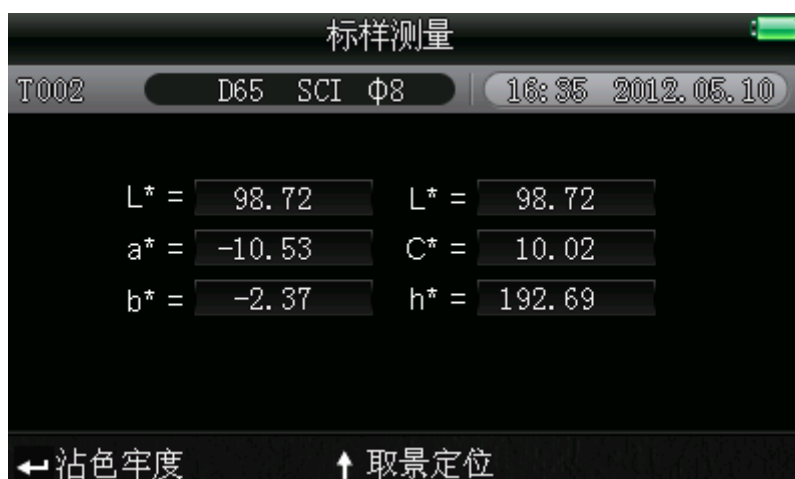 标样测量
T002 D65 SCI Φ8 16:35 2012.05.10
L* = 98.72 L* = 98.72
a* = -10.53 C* = 10.02
b* = -2.37 h* = 192.69
沾色牢度 取景定位